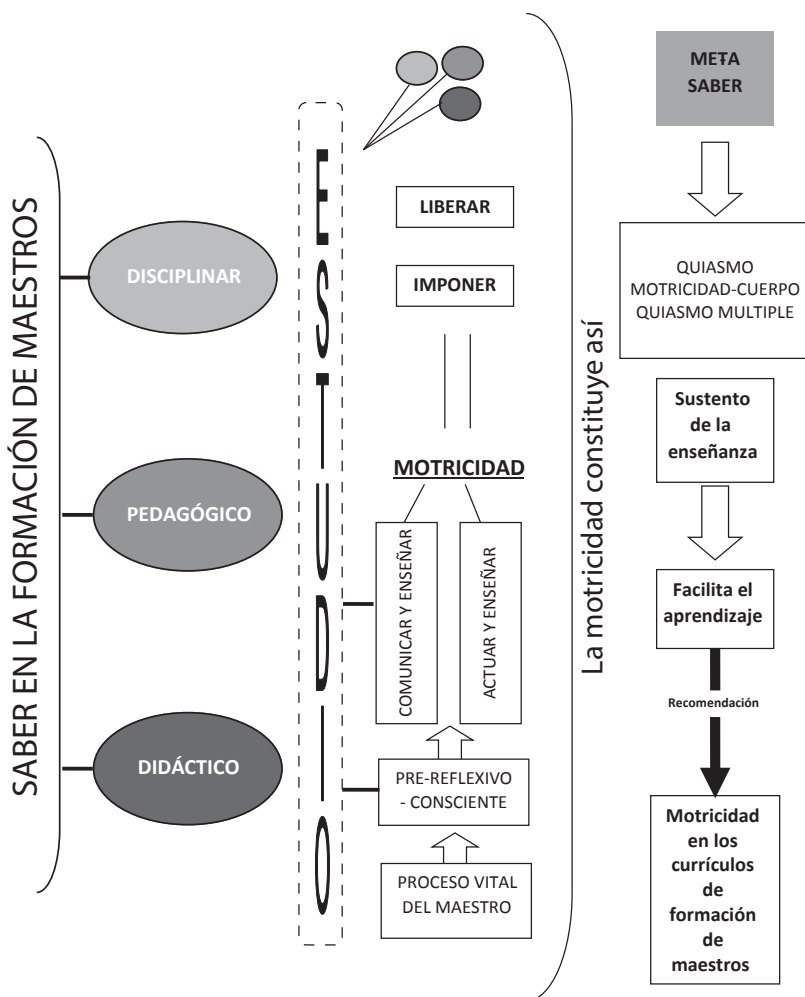 SABER EN LA FORMACIÓN DE MAESTROS
DISCIPLINAR
PEDAGÓGICO
DIDÁCTICO
ESTUDIO
LIBERAR
IMPONER
MOTRICIDAD
COMUNICAR Y ENSEÑAR
ACTUAR Y ENSEÑAR
PRE-REFLEXIVO
- CONSCIENTE
PROCESO VITAL
DEL MAESTRO
La motricidad constituye así
META
SABER
QUIASMO
MOTRICIDAD-CUERPO
QUIASMO MULTIPLE
Sustento
de la
enseñanza
Facilita el
aprendizaje
Recomendación
Motricidad
en los
currículos
de
formación
de
maestros